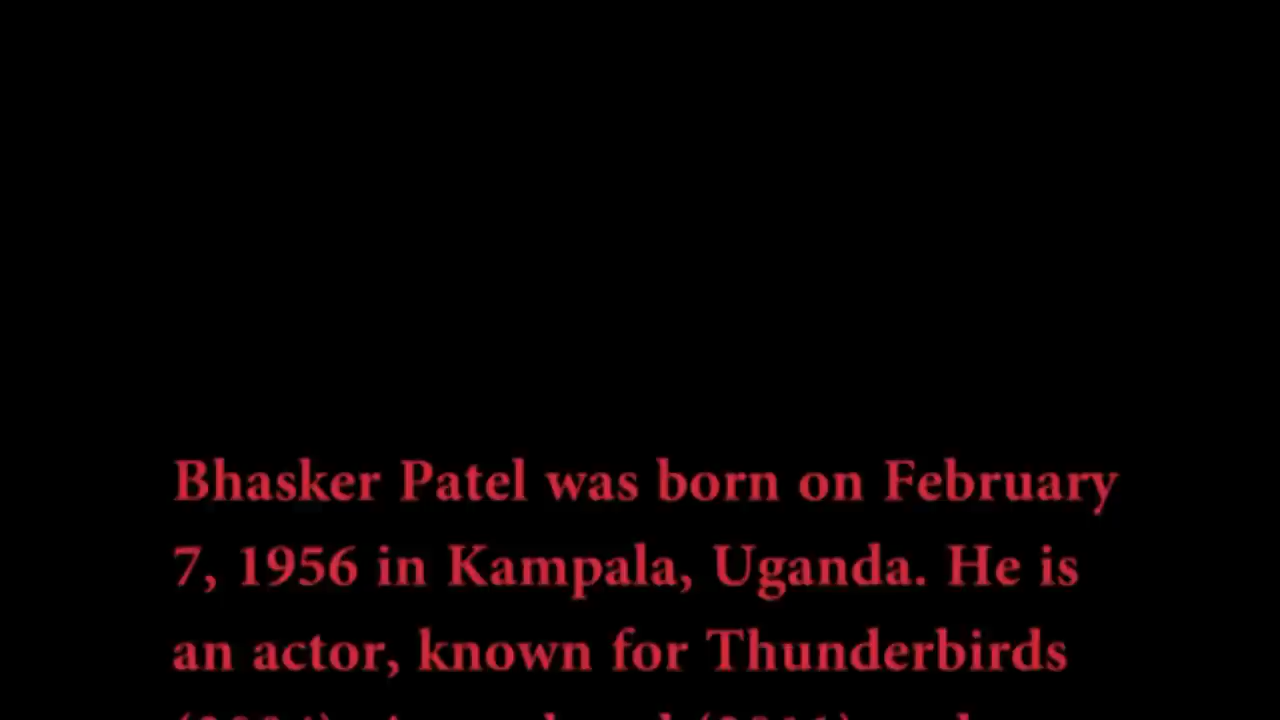 Bhasker Patel was born on February
7, 1956 in Kampala, Uganda. He is
an actor, known for Thunderbirds